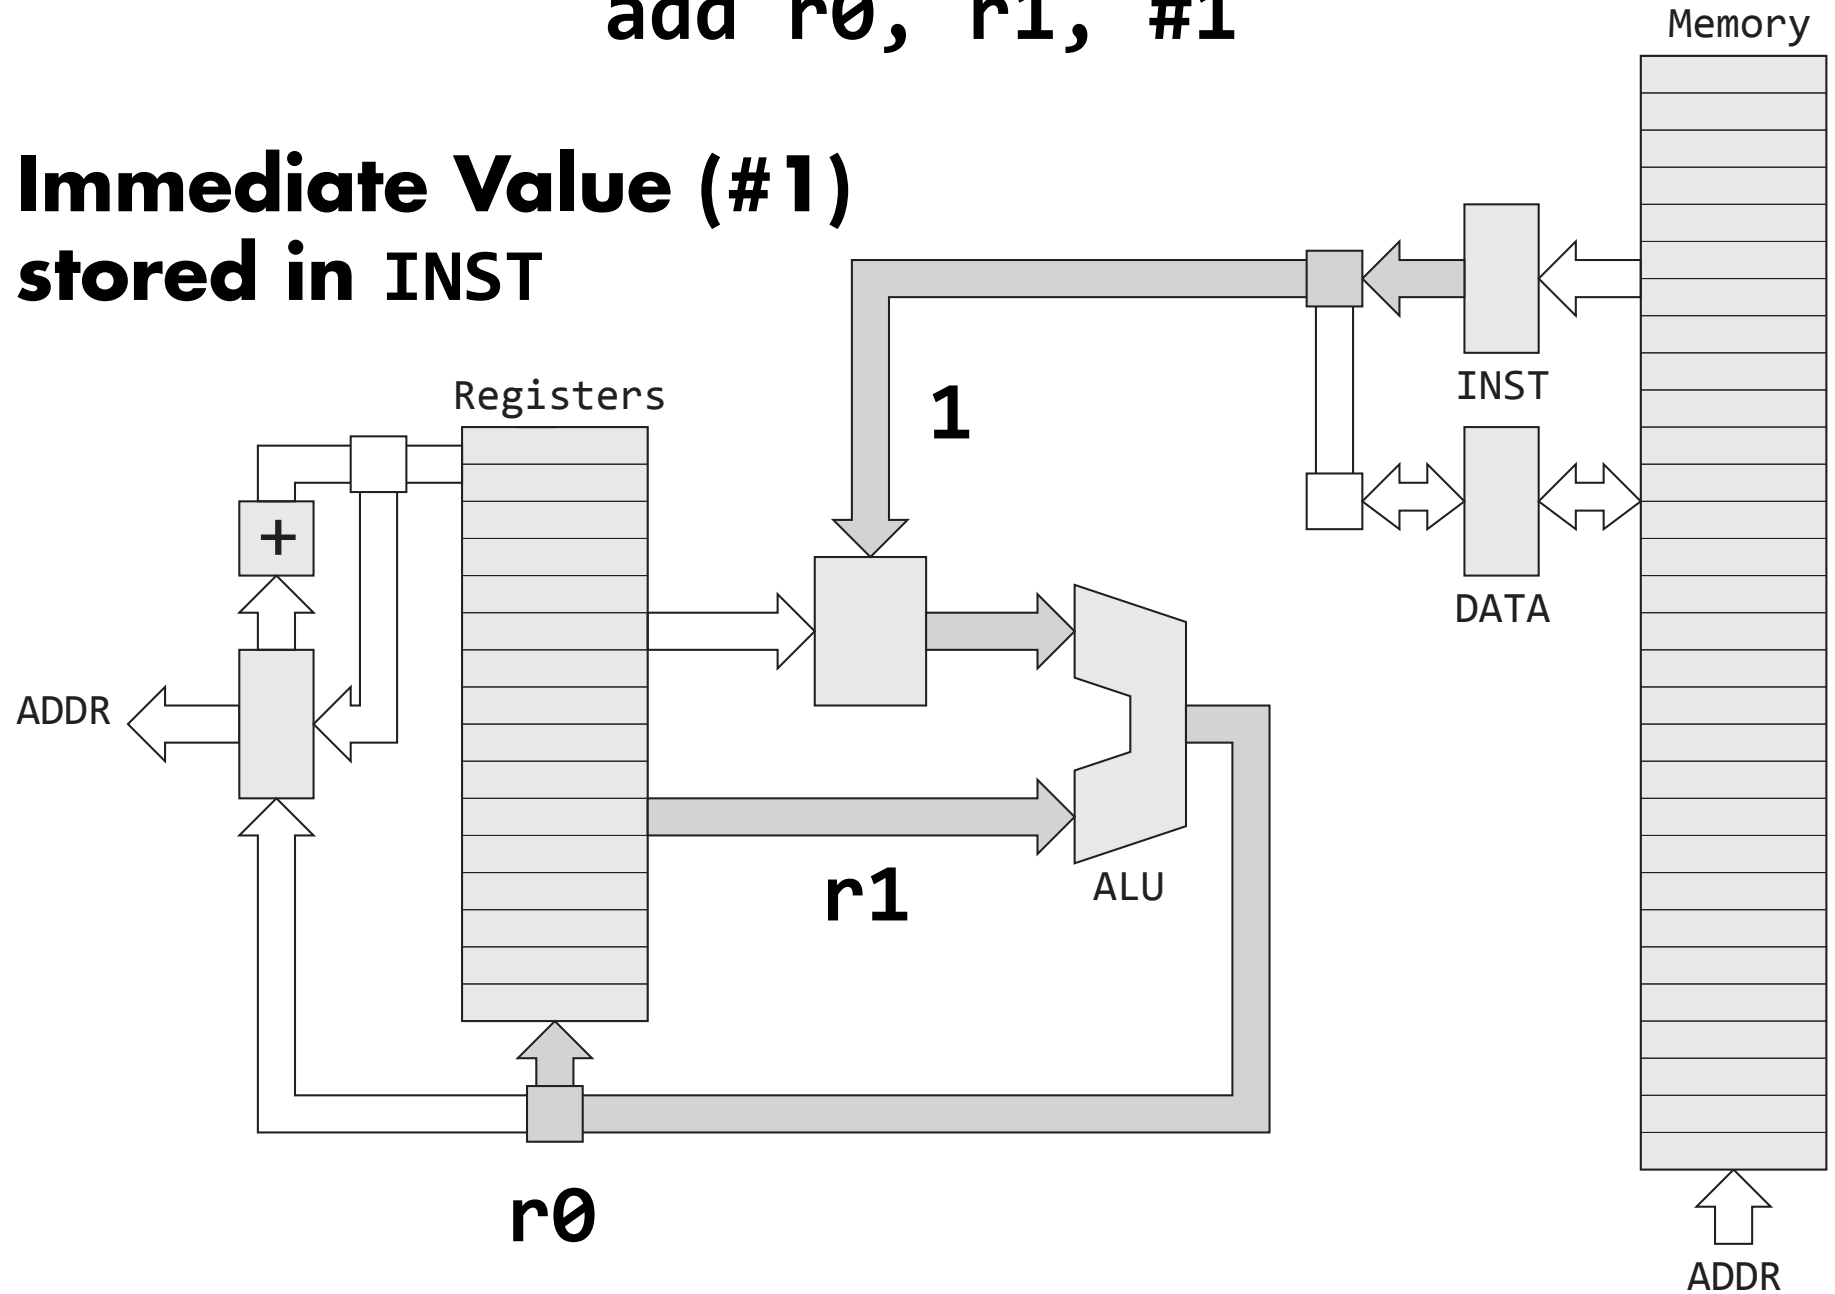 add r0, r1, #1
Memory
Immediate Value (#1)
stored in INST
INST
Registers
1
+
DATA
ADDR
ALU
r1
r0
ADDR